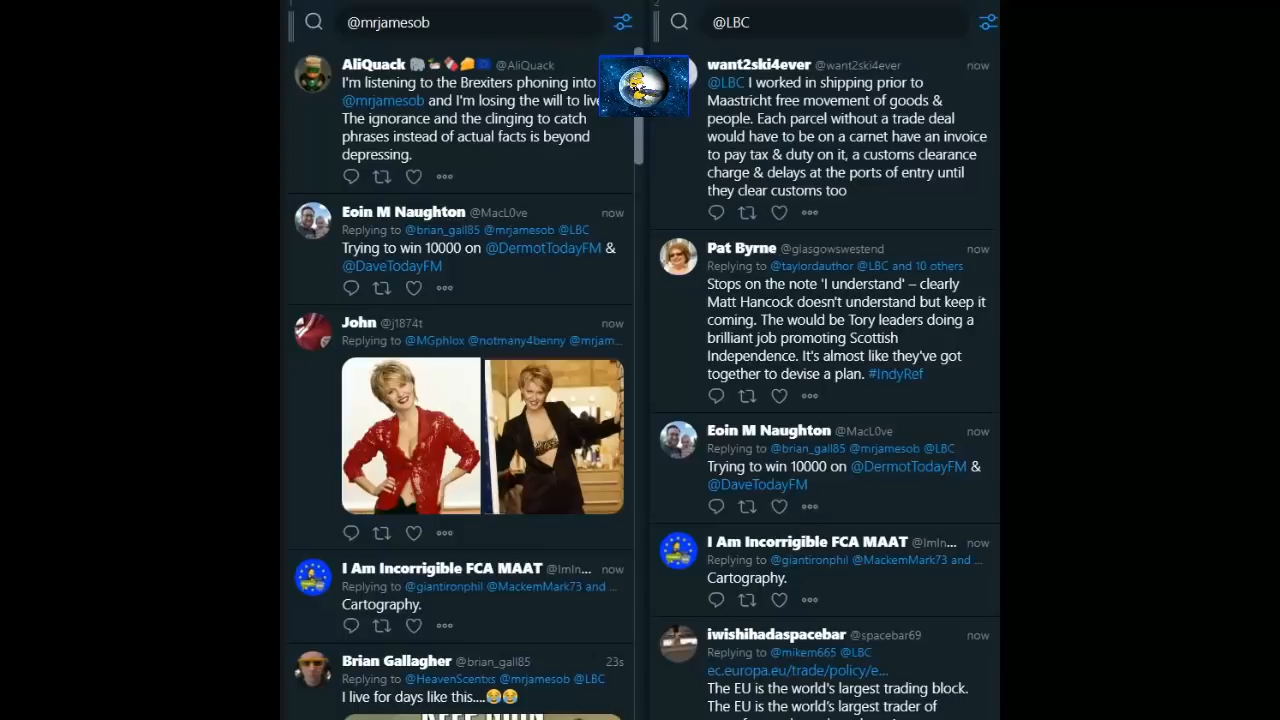 1
@mrjamesob
AliQuack @AliQuack
I'm listening to the Brexiters phoning into
@mrjamesob and I'm losing the will to live
The ignorance and the clinging to catch
phrases instead of actual facts is beyond
depressing.
Eoin M Naughton @MacL0ve now
Replying to @brian_gall85 @mrjamesob @LBC
Trying to win 10000 on @DermotTodayFM &
@DaveTodayFM
John @j1874t now
Replying to @MGphlox @notmany4benny @mrjam...
I Am Incorrigible FCA MAAT @ImIn... now
Replying to @giantironphil @MackemMark73 and ...
Cartography.
Brian Gallagher @brian_gall85 23s
Replying to @HeavenScentxs @mrjamesob @LBC
I live for days like this....😂😂
KEEP
2
@LBC
want2ski4ever @want2ski4ever now
@LBC I worked in shipping prior to
Maastricht free movement of goods &
people. Each parcel without a trade deal
would have to be on a carnet have an invoice
to pay tax & duty on it, a customs clearance
charge & delays at the ports of entry until
they clear customs too
Pat Byrne @glasgowswestend now
Replying to @taylordauthor @LBC and 10 others
Stops on the note 'I understand' – clearly
Matt Hancock doesn't understand but keep it
coming. The would be Tory leaders doing a
brilliant job promoting Scottish
Independence. It's almost like they've got
together to devise a plan. #IndyRef
Eoin M Naughton @MacL0ve now
Replying to @brian_gall85 @mrjamesob @LBC
Trying to win 10000 on @DermotTodayFM &
@DaveTodayFM
I Am Incorrigible FCA MAAT @ImIn... now
Replying to @giantironphil @MackemMark73 and ...
Cartography.
iwishihadaspacebar @spacebar69 now
Replying to @mikem665 @LBC
ec.europa.eu/trade/policy/e...
The EU is the world's largest trading block.
The EU is the world's largest trader of